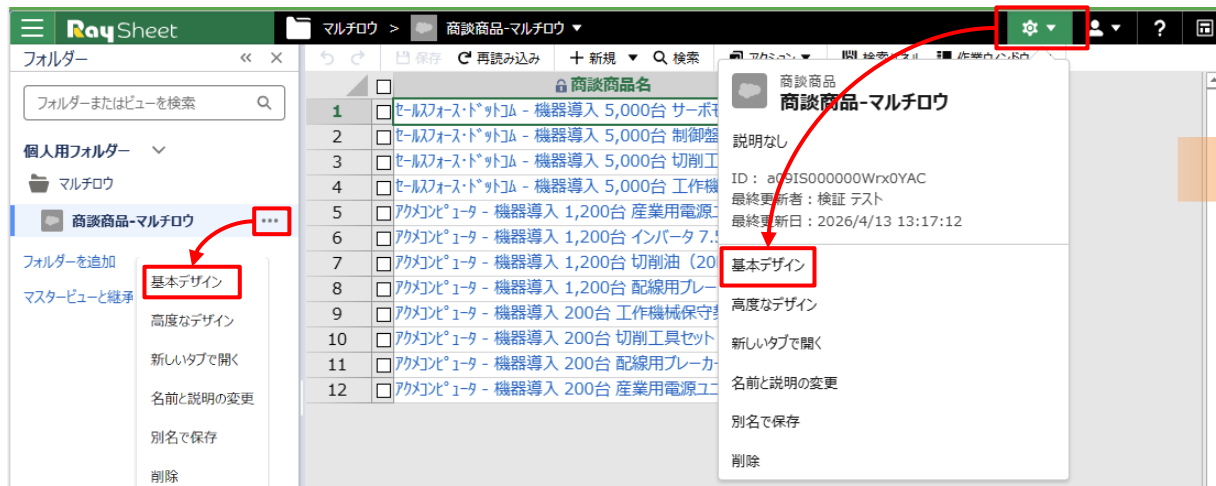 RaySheet
マルチロウ > 商談商品-マルチロウ ▼
?
フォルダー
フォルダーまたはビューを検索
個人用フォルダー
マルチロウ
商談商品-マルチロウ
フォルダーを追加
マスタービューと継承
基本デザイン
高度なデザイン
新しいタブで開く
名前と説明の変更
別名で保存
削除
保存 再読み込み 新規 ▼ 検索
商談商品名
1 ｾｰﾙｽﾌｫｰｽ･ﾄﾞｯﾄｺﾑ - 機器導入 5,000台 サーボ
2 ｾｰﾙｽﾌｫｰｽ･ﾄﾞｯﾄｺﾑ - 機器導入 5,000台 制御盤
3 ｾｰﾙｽﾌｫｰｽ･ﾄﾞｯﾄｺﾑ - 機器導入 5,000台 切削工
4 ｾｰﾙｽﾌｫｰｽ･ﾄﾞｯﾄｺﾑ - 機器導入 5,000台 工作機
5 ｱｸﾒｺﾝﾋﾟｭｰﾀ - 機器導入 1,200台 産業用電源
6 ｱｸﾒｺﾝﾋﾟｭｰﾀ - 機器導入 1,200台 インバータ 7.
7 ｱｸﾒｺﾝﾋﾟｭｰﾀ - 機器導入 1,200台 切削油（20
8 ｱｸﾒｺﾝﾋﾟｭｰﾀ - 機器導入 1,200台 配線用ブレー
9 ｱｸﾒｺﾝﾋﾟｭｰﾀ - 機器導入 200台 工作機械保守
10 ｱｸﾒｺﾝﾋﾟｭｰﾀ - 機器導入 200台 切削工具セット
11 ｱｸﾒｺﾝﾋﾟｭｰﾀ - 機器導入 200台 配線用ブレーカ
12 ｱｸﾒｺﾝﾋﾟｭｰﾀ - 機器導入 200台 産業用電源ユニ
商談商品
商談商品-マルチロウ
説明なし
ID： a09IS000000Wrx0YAC
最終更新者：検証 テスト
最終更新日：2026/4/13 13:17:12
基本デザイン
高度なデザイン
新しいタブで開く
名前と説明の変更
別名で保存
削除